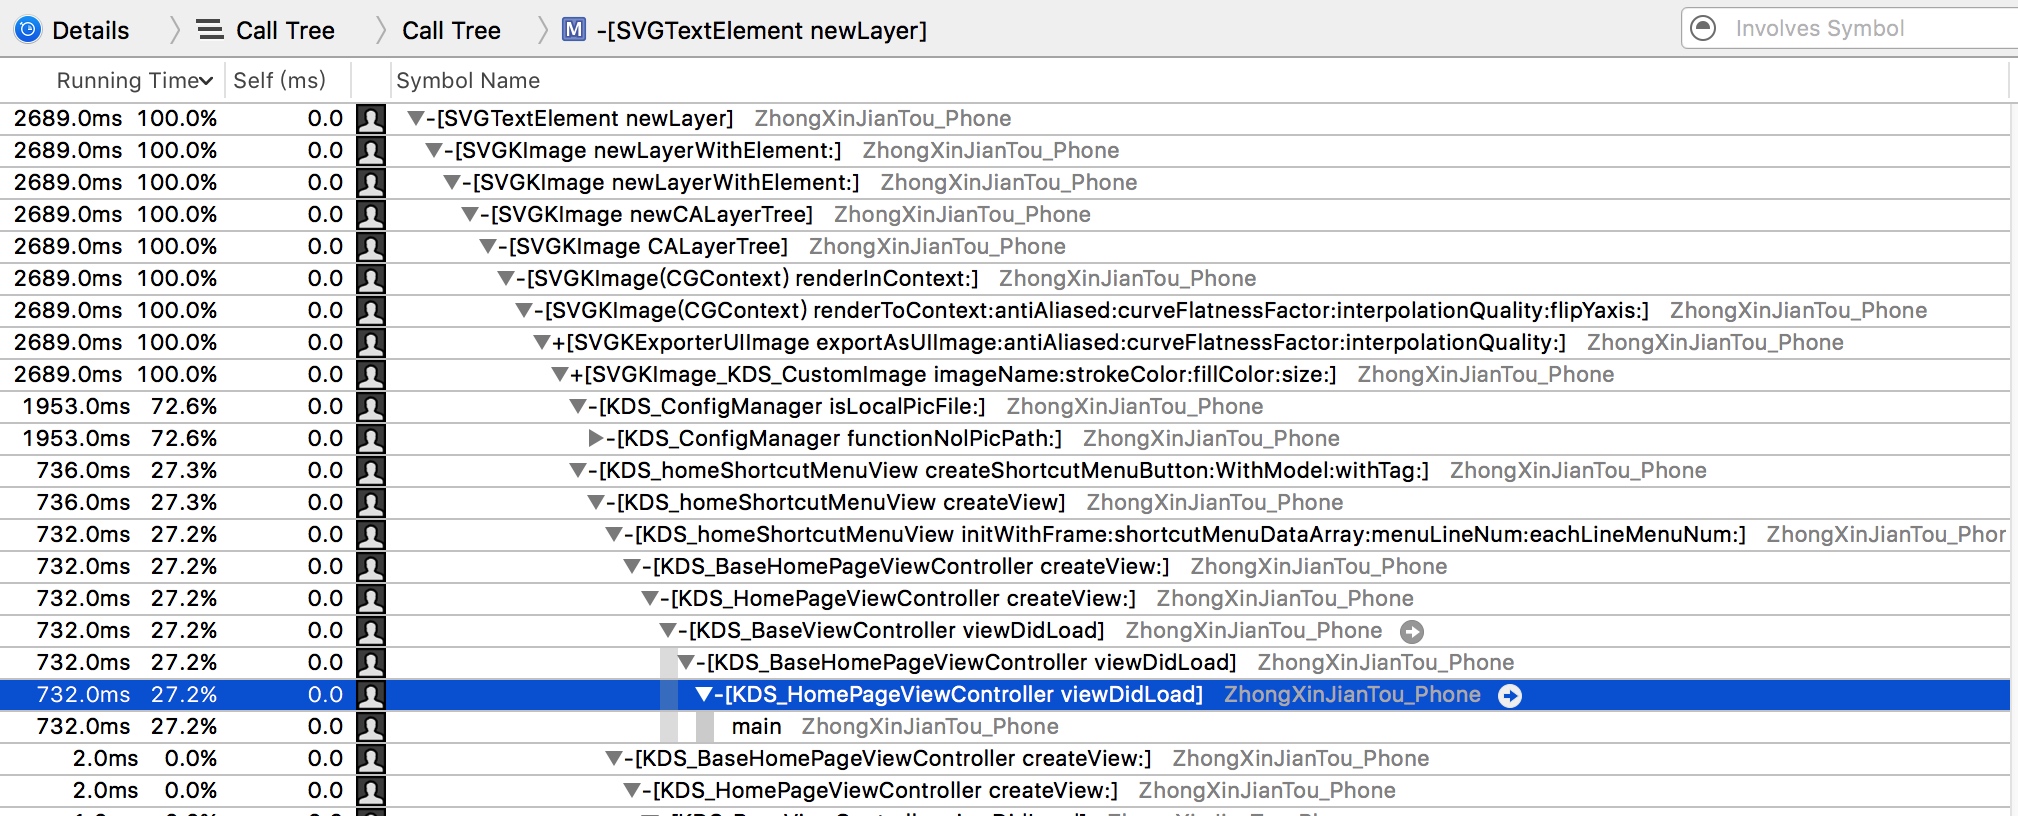 Details Call Tree Call Tree M -[SVGTextElement newLayer] Involves Symbol
Running Time Self (ms) Symbol Name
2689.0ms 100.0% 0.0 -[SVGTextElement newLayer] ZhongXinJianTou_Phone
2689.0ms 100.0% 0.0 -[SVGKImage newLayerWithElement:] ZhongXinJianTou_Phone
2689.0ms 100.0% 0.0 -[SVGKImage newLayerWithElement:] ZhongXinJianTou_Phone
2689.0ms 100.0% 0.0 -[SVGKImage newCALayerTree] ZhongXinJianTou_Phone
2689.0ms 100.0% 0.0 -[SVGKImage CALayerTree] ZhongXinJianTou_Phone
2689.0ms 100.0% 0.0 -[SVGKImage(CGContext) renderInContext:] ZhongXinJianTou_Phone
2689.0ms 100.0% 0.0 -[SVGKImage(CGContext) renderToContext:antiAliased:curveFlatnessFactor:interpolationQuality:flipYaxis:] ZhongXinJianTou_Phone
2689.0ms 100.0% 0.0 +[SVGKExporterUIImage exportAsUIImage:antiAliased:curveFlatnessFactor:interpolationQuality:] ZhongXinJianTou_Phone
2689.0ms 100.0% 0.0 +[SVGKImage_KDS_CustomImage imageName:strokeColor:fillColor:size:] ZhongXinJianTou_Phone
1953.0ms 72.6% 0.0 -[KDS_ConfigManager isLocalPicFile:] ZhongXinJianTou_Phone
1953.0ms 72.6% 0.0 -[KDS_ConfigManager functionNolPicPath:] ZhongXinJianTou_Phone
736.0ms 27.3% 0.0 -[KDS_homeShortcutMenuView createShortcutMenuButton:WithModel:withTag:] ZhongXinJianTou_Phone
736.0ms 27.3% 0.0 -[KDS_homeShortcutMenuView createView] ZhongXinJianTou_Phone
732.0ms 27.2% 0.0 -[KDS_homeShortcutMenuView initWithFrame:shortcutMenuDataArray:menuLineNum:eachLineMenuNum:] ZhongXinJianTou_Phor
732.0ms 27.2% 0.0 -[KDS_BaseHomePageViewController createView:] ZhongXinJianTou_Phone
732.0ms 27.2% 0.0 -[KDS_HomePageViewController createView:] ZhongXinJianTou_Phone
732.0ms 27.2% 0.0 -[KDS_BaseViewController viewDidLoad] ZhongXinJianTou_Phone
732.0ms 27.2% 0.0 -[KDS_BaseHomePageViewController viewDidLoad] ZhongXinJianTou_Phone
732.0ms 27.2% 0.0 -[KDS_HomePageViewController viewDidLoad] ZhongXinJianTou_Phone
732.0ms 27.2% 0.0 main ZhongXinJianTou_Phone
2.0ms 0.0% 0.0 -[KDS_BaseHomePageViewController createView:] ZhongXinJianTou_Phone
2.0ms 0.0% 0.0 -[KDS_HomePageViewController createView:] ZhongXinJianTou_Phone